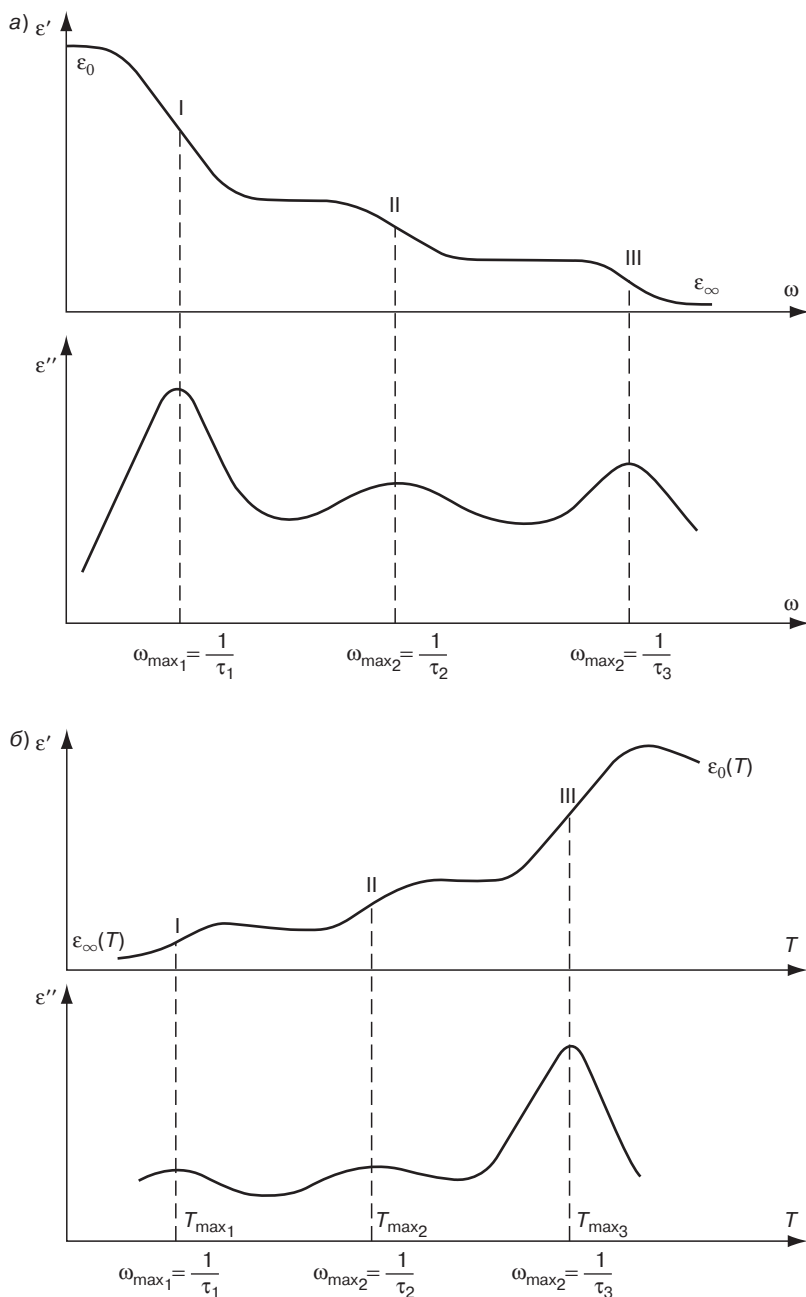 а) ε′
ε₀
I
II
III
ε∞
ω
ε″
ω
ωmax₁ = 1/τ₁ ωmax₂ = 1/τ₂ ωmax₂ = 1/τ₃
б) ε′
ε₀(T)
III
II
I
ε∞(T)
T
ε″
Tmax₁ Tmax₂ Tmax₃ T
ωmax₁ = 1/τ₁ ωmax₂ = 1/τ₂ ωmax₂ = 1/τ₃